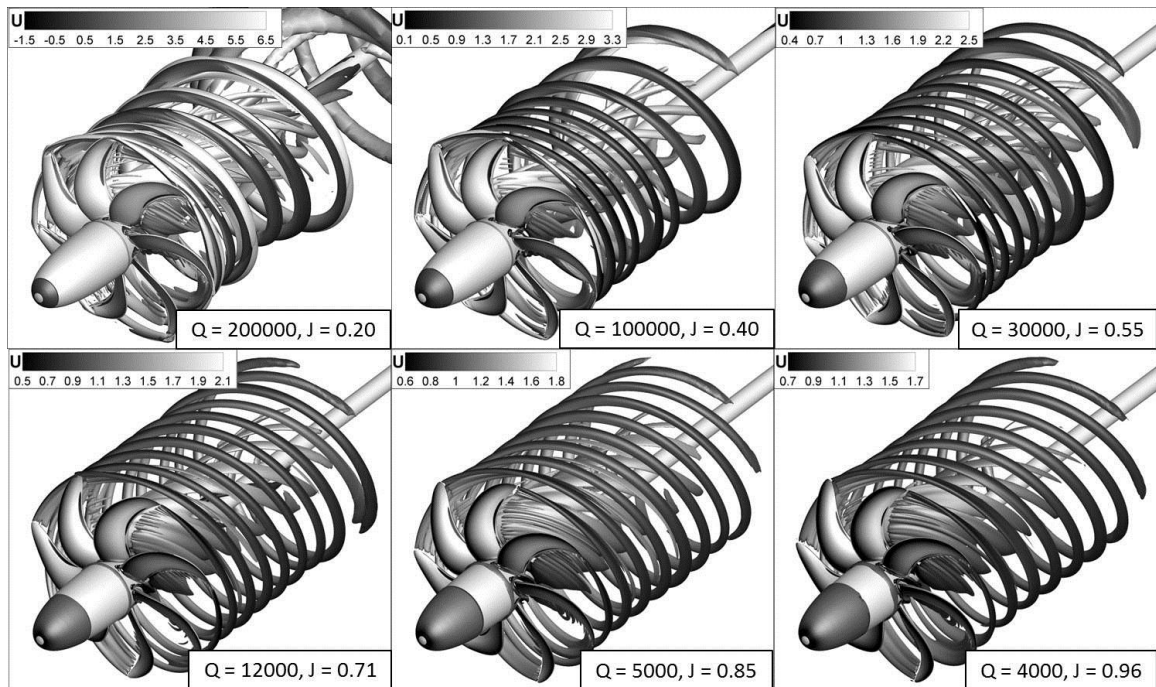 U
-1.5 -0.5 0.5 1.5 2.5 3.5 4.5 5.5 6.5
Q = 200000, J = 0.20
U
0.1 0.5 0.9 1.3 1.7 2.1 2.5 2.9 3.3
Q = 100000, J = 0.40
U
0.4 0.7 1 1.3 1.6 1.9 2.2 2.5
Q = 30000, J = 0.55
U
0.5 0.7 0.9 1.1 1.3 1.5 1.7 1.9 2.1
Q = 12000, J = 0.71
U
0.6 0.8 1 1.2 1.4 1.6 1.8
Q = 5000, J = 0.85
U
0.7 0.9 1.1 1.3 1.5 1.7
Q = 4000, J = 0.96